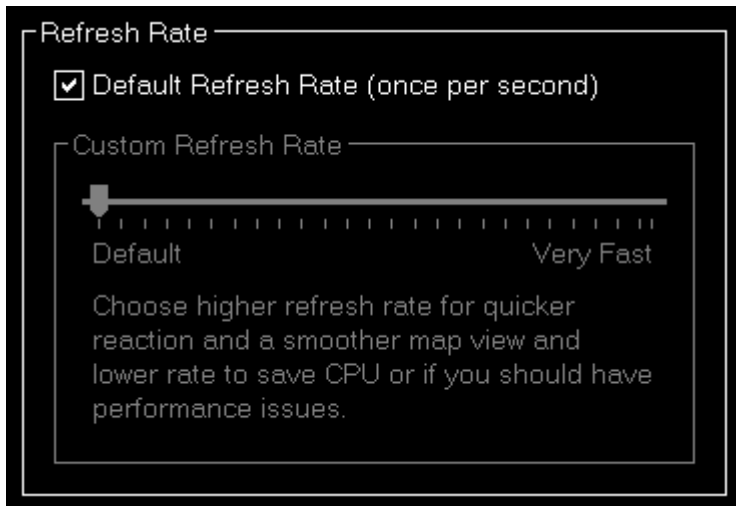 Refresh Rate
Default Refresh Rate (once per second)
Custom Refresh Rate
Default Very Fast
Choose higher refresh rate for quicker
reaction and a smoother map view and
lower rate to save CPU or if you should have
performance issues.